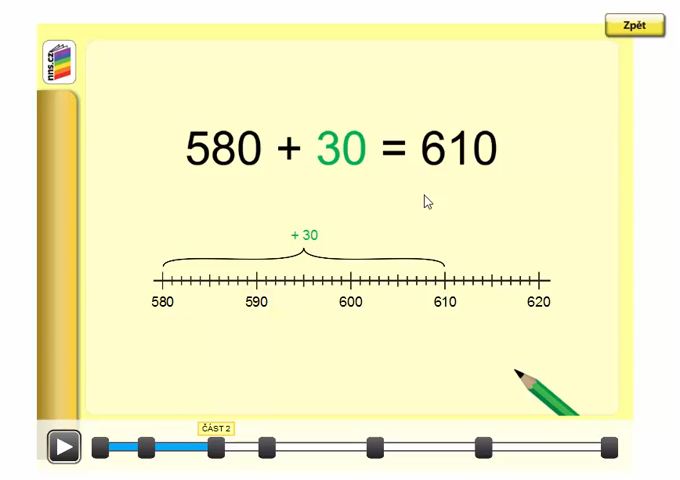 Zpět
nns.cz
580 + 30 = 610
+ 30
580 590 600 610 620
ČÁST 2